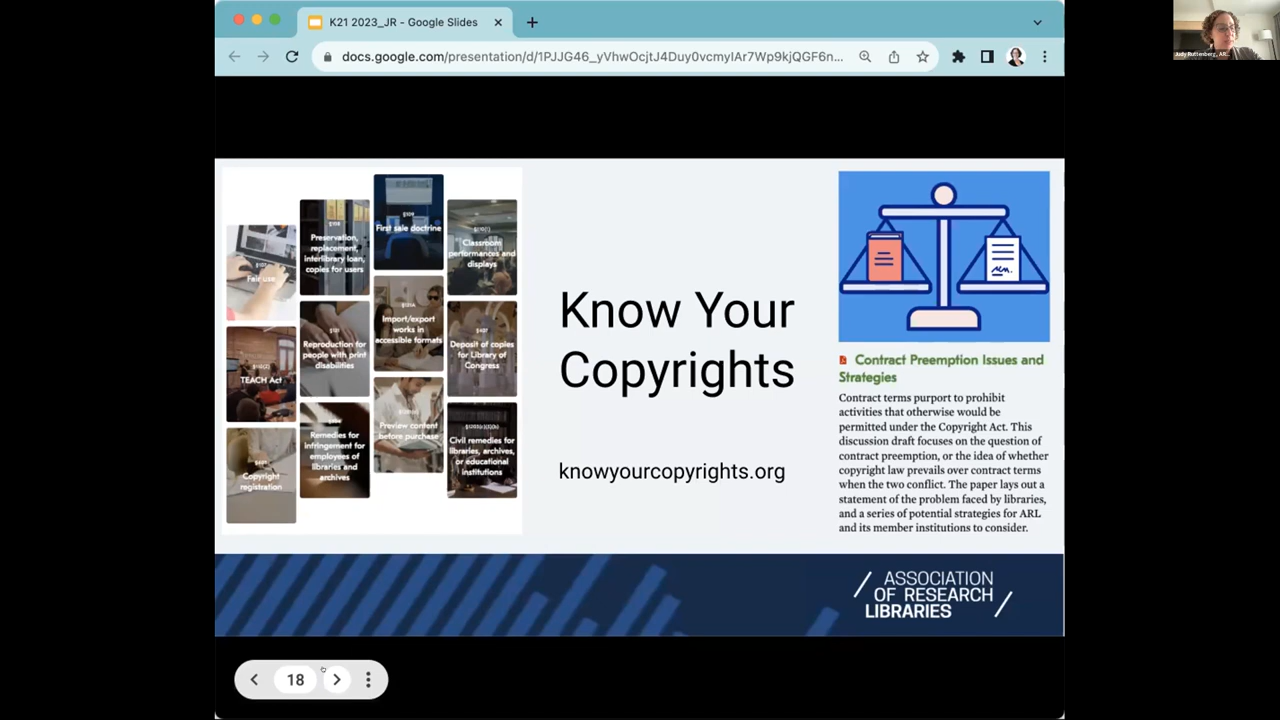 K21 2023_JR - Google Slides
docs.google.com/presentation/d/1PJJG46_yVhwOcjtJ4Duy0vcmyIAr7Wp9kjQGF6n...
Fair use
TEACH Act
Copyright
registration
Preservation,
replacement,
interlibrary loan,
copies for users
Reproduction for
people with print
disabilities
Remedies for
infringement for
employees of
libraries and
archives
First sale doctrine
Import/export
works in
accessible formats
Preview content
before purchase
Classroom
performances and
displays
Deposit of copies
for Library of
Congress
Civil remedies for
libraries, archives,
or educational
institutions
Know Your
Copyrights
knowyourcopyrights.org
Contract Preemption Issues and
Strategies
Contract terms purport to prohibit
activities that otherwise would be
permitted under the Copyright Act. This
discussion draft focuses on the question of
contract preemption, or the idea of whether
copyright law prevails over contract terms
when the two conflict. The paper lays out a
statement of the problem faced by libraries,
and a series of potential strategies for ARL
and its member institutions to consider.
ASSOCIATION
OF RESEARCH
LIBRARIES
18
Judy Ruttenberg, AR...